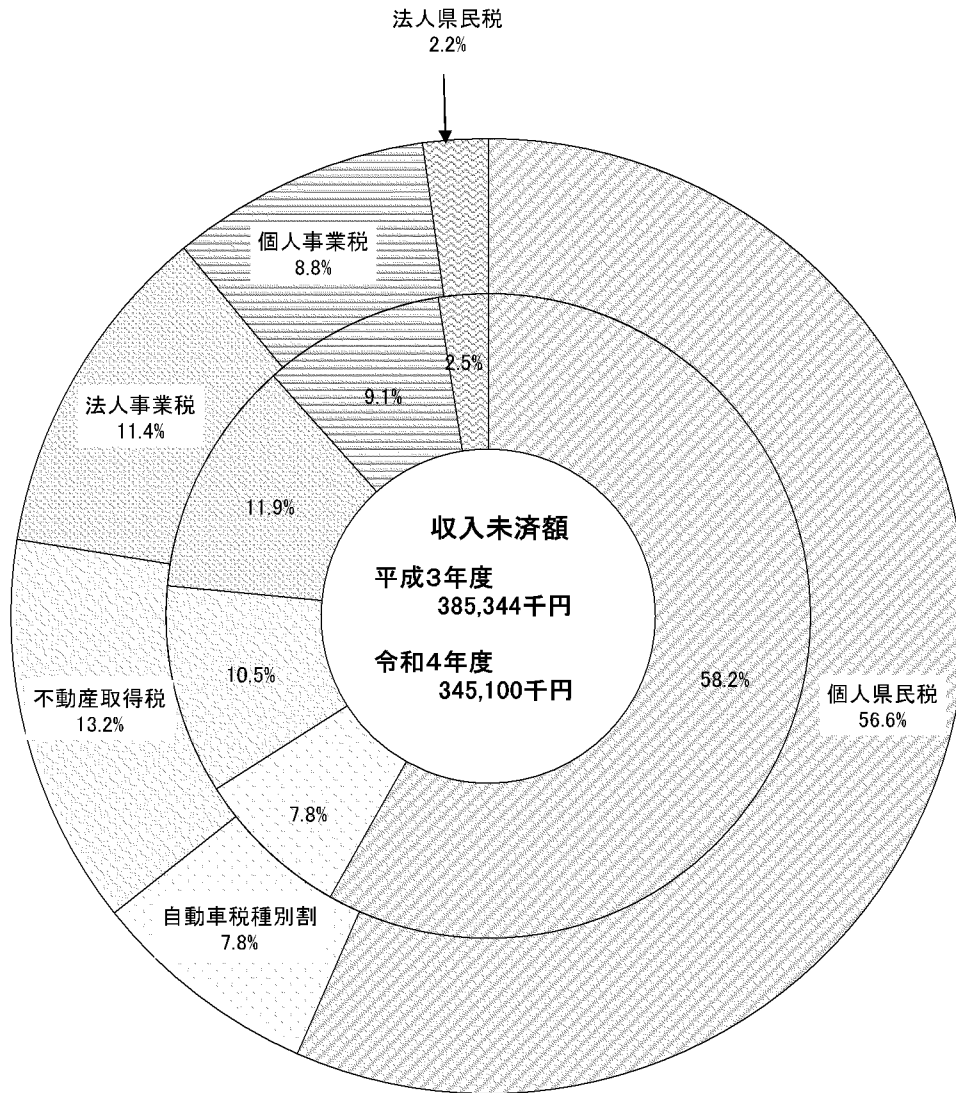 法人県民税
2.2%
個人事業税
8.8%
2.5%
9.1%
法人事業税
11.4%
11.9%
収入未済額
平成3年度
385,344千円
令和4年度
345,100千円
10.5%
58.2%
不動産取得税
13.2%
個人県民税
56.6%
7.8%
自動車税種別割
7.8%